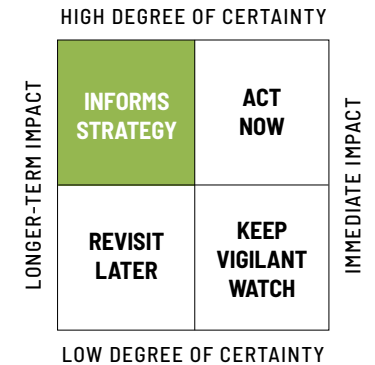 HIGH DEGREE OF CERTAINTY
LONGER-TERM IMPACT
INFORMS
STRATEGY
ACT
NOW
IMMEDIATE IMPACT
REVISIT
LATER
KEEP
VIGILANT
WATCH
LOW DEGREE OF CERTAINTY